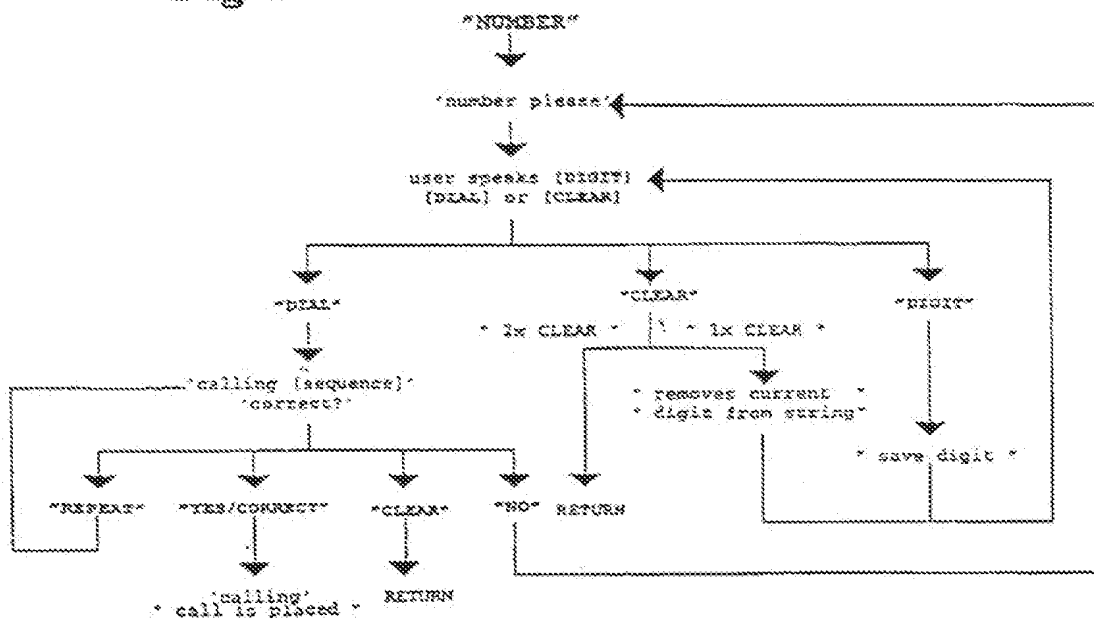 "NUMBER"
'number please'
user speaks [DIGIT]
[DIAL] or [CLEAR]
"DIAL" "CLEAR" "DIGIT"
* 2x CLEAR * * 1x CLEAR *
'calling [sequence]'
'correct?'
* removes current *
* digit from string*
* save digit *
"REPEAT" "YES/CORRECT" "CLEAR" "NO" RETURN
'calling' RETURN
* call is placed *